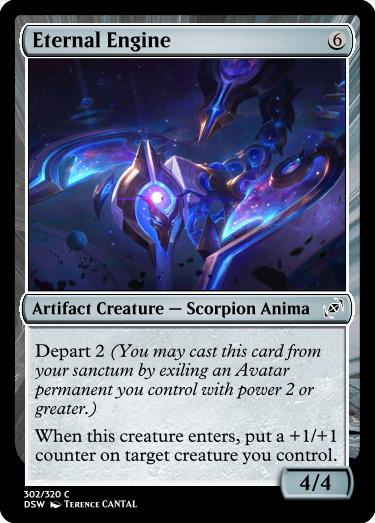 Eternal Engine 6
Artifact Creature — Scorpion Anima
Depart 2 (You may cast this card from
your sanctum by exiling an Avatar
permanent you control with power 2 or
greater.)
When this creature enters, put a +1/+1
counter on target creature you control.
4/4
302/320 C
DSW Terence CANTAL